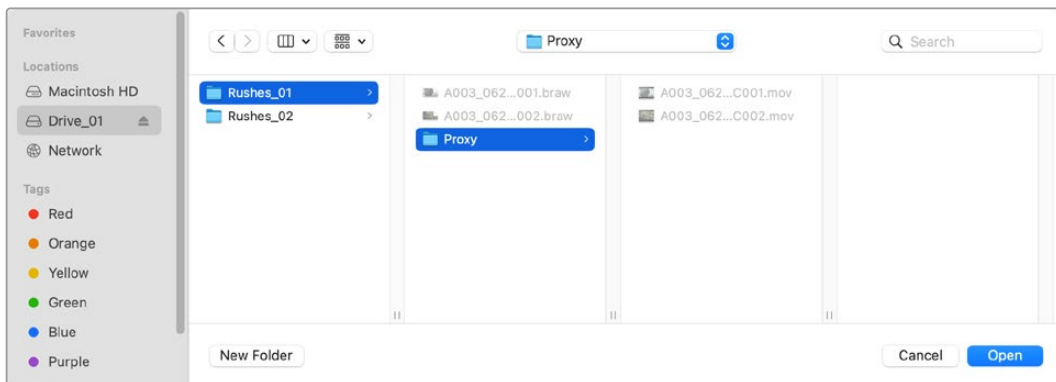 Favorites
Locations
Macintosh HD
Drive_01
Network
Tags
Red
Orange
Yellow
Green
Blue
Purple
Proxy
Search
Rushes_01
Rushes_02
A003_062...001.braw
A003_062...002.braw
Proxy
A003_062...C001.mov
A003_062...C002.mov
New Folder
Cancel
Open